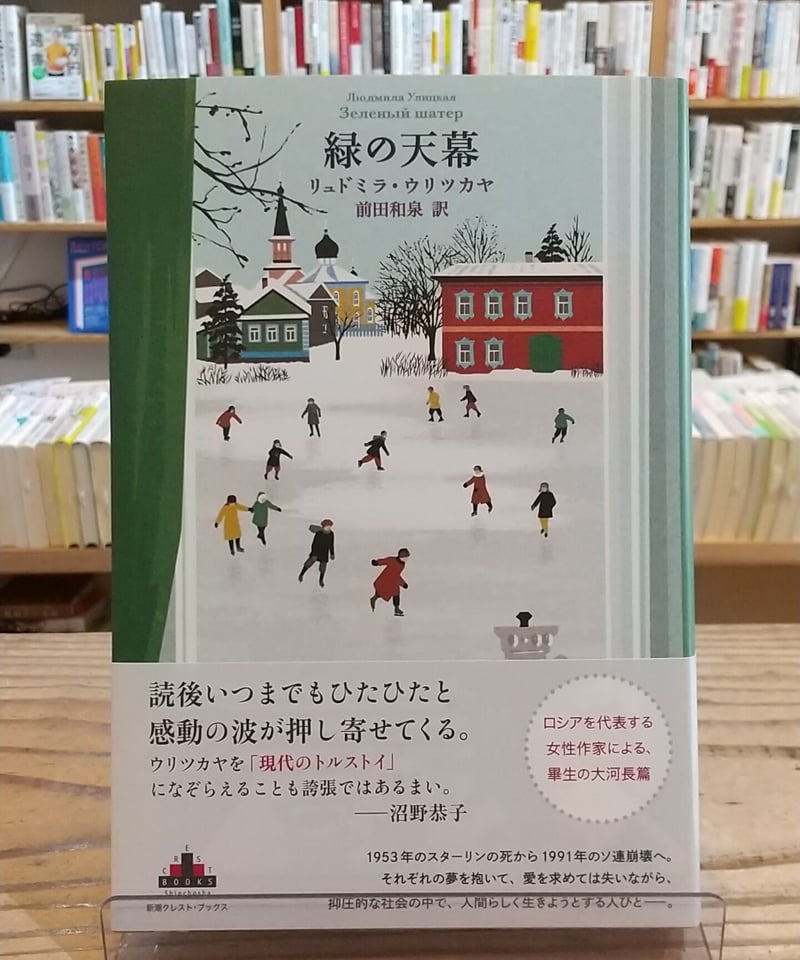 Людмила Улицкая
Зеленый шатер
緑の天幕
リュドミラ・ウリツカヤ
前田和泉 訳
読後いつまでもひたひたと
感動の波が押し寄せてくる。
ウリツカヤを「現代のトルストイ」
になぞらえることも誇張ではあるまい。
──沼野恭子
ロシアを代表する
女性作家による、
畢生の大河長篇
1953年のスターリンの死から1991年のソ連崩壊へ。
それぞれの夢を抱いて、愛を求めては失いながら、
抑圧的な社会の中で、人間らしく生きようとする人びと──。
CREST
BOOKS
Shinchosha
新潮クレスト・ブックス